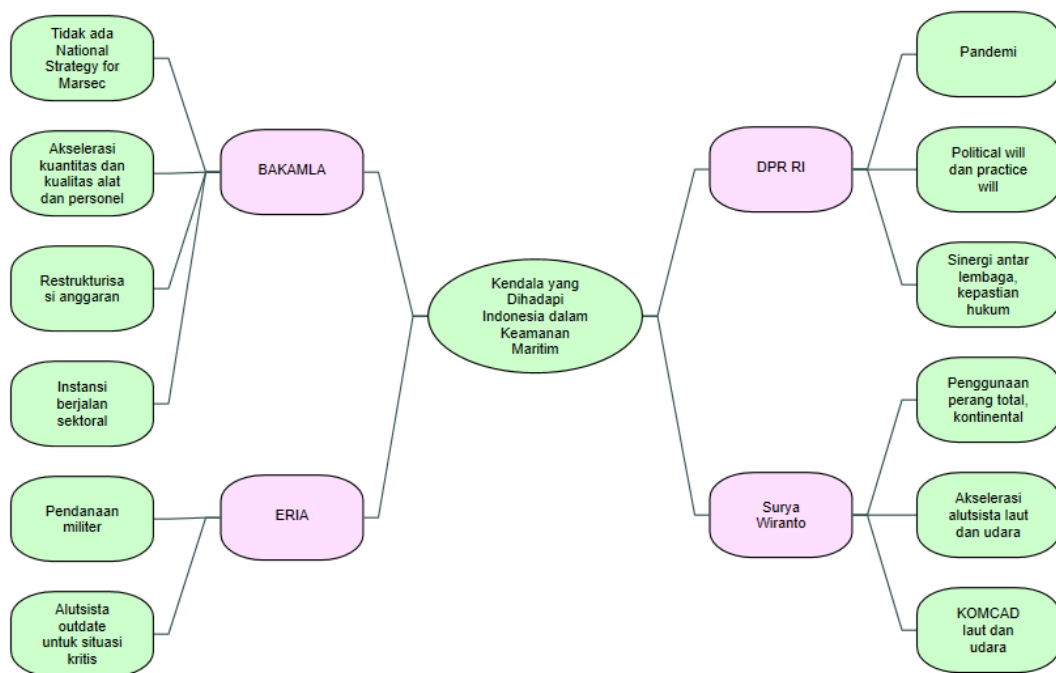 Tidak ada
National
Strategy for
Marsec
Akselerasi
kuantitas dan
kualitas alat
dan personel
Restrukturisa
si anggaran
Instansi
berjalan
sektoral
Pendanaan
militer
Alutsista
outdate
untuk situasi
kritis
BAKAMLA
ERIA
Kendala yang
Dihadapi
Indonesia dalam
Keamanan
Maritim
DPR RI
Surya
Wiranto
Pandemi
Political will
dan practice
will
Sinergi antar
lembaga,
kepastian
hukum
Penggunaan
perang total,
kontinental
Akselerasi
alutsista laut
dan udara
KOMCAD
laut dan
udara